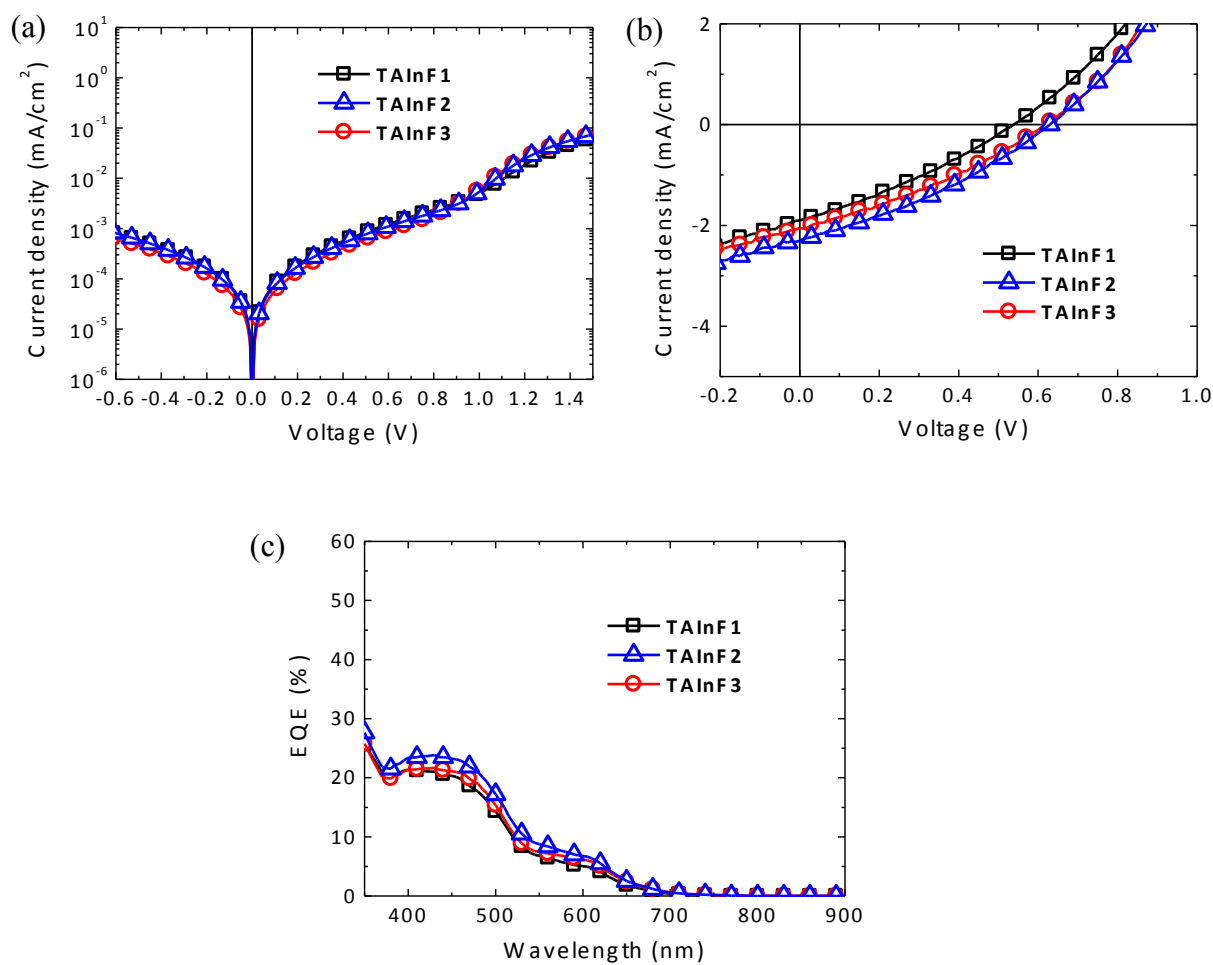 (a)
10^1
10^0
10^-1
10^-2
10^-3
10^-4
10^-5
10^-6
Current density (mA/cm^2)
TAInF1
TAInF2
TAInF3
-0.6 -0.4 -0.2 0.0 0.2 0.4 0.6 0.8 1.0 1.2 1.4
Voltage (V)
(b)
2
0
-2
-4
Current density (mA/cm^2)
TAInF1
TAInF2
TAInF3
-0.2 0.0 0.2 0.4 0.6 0.8 1.0
Voltage (V)
(c)
60
50
40
30
20
10
0
EQE (%)
TAInF1
TAInF2
TAInF3
400 500 600 700 800 900
Wavelength (nm)